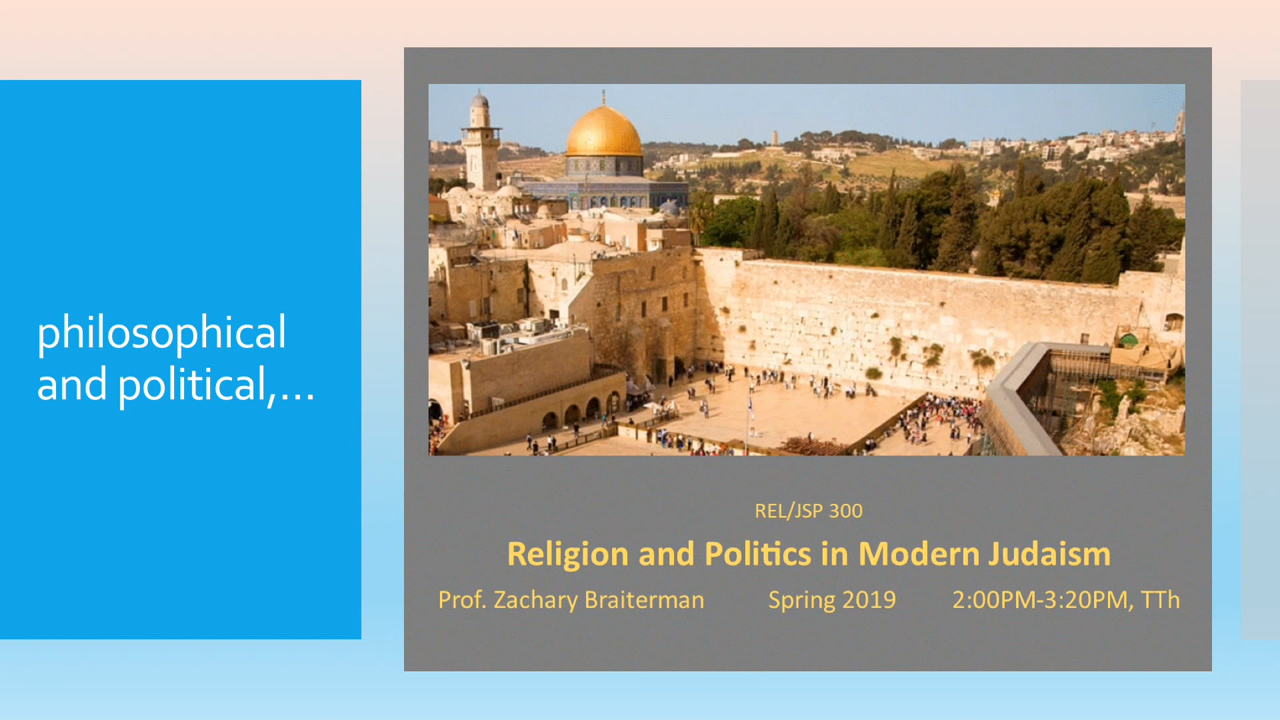 philosophical
and political,...
REL/JSP 300
Religion and Politics in Modern Judaism
Prof. Zachary Braiterman Spring 2019 2:00PM-3:20PM, TTh